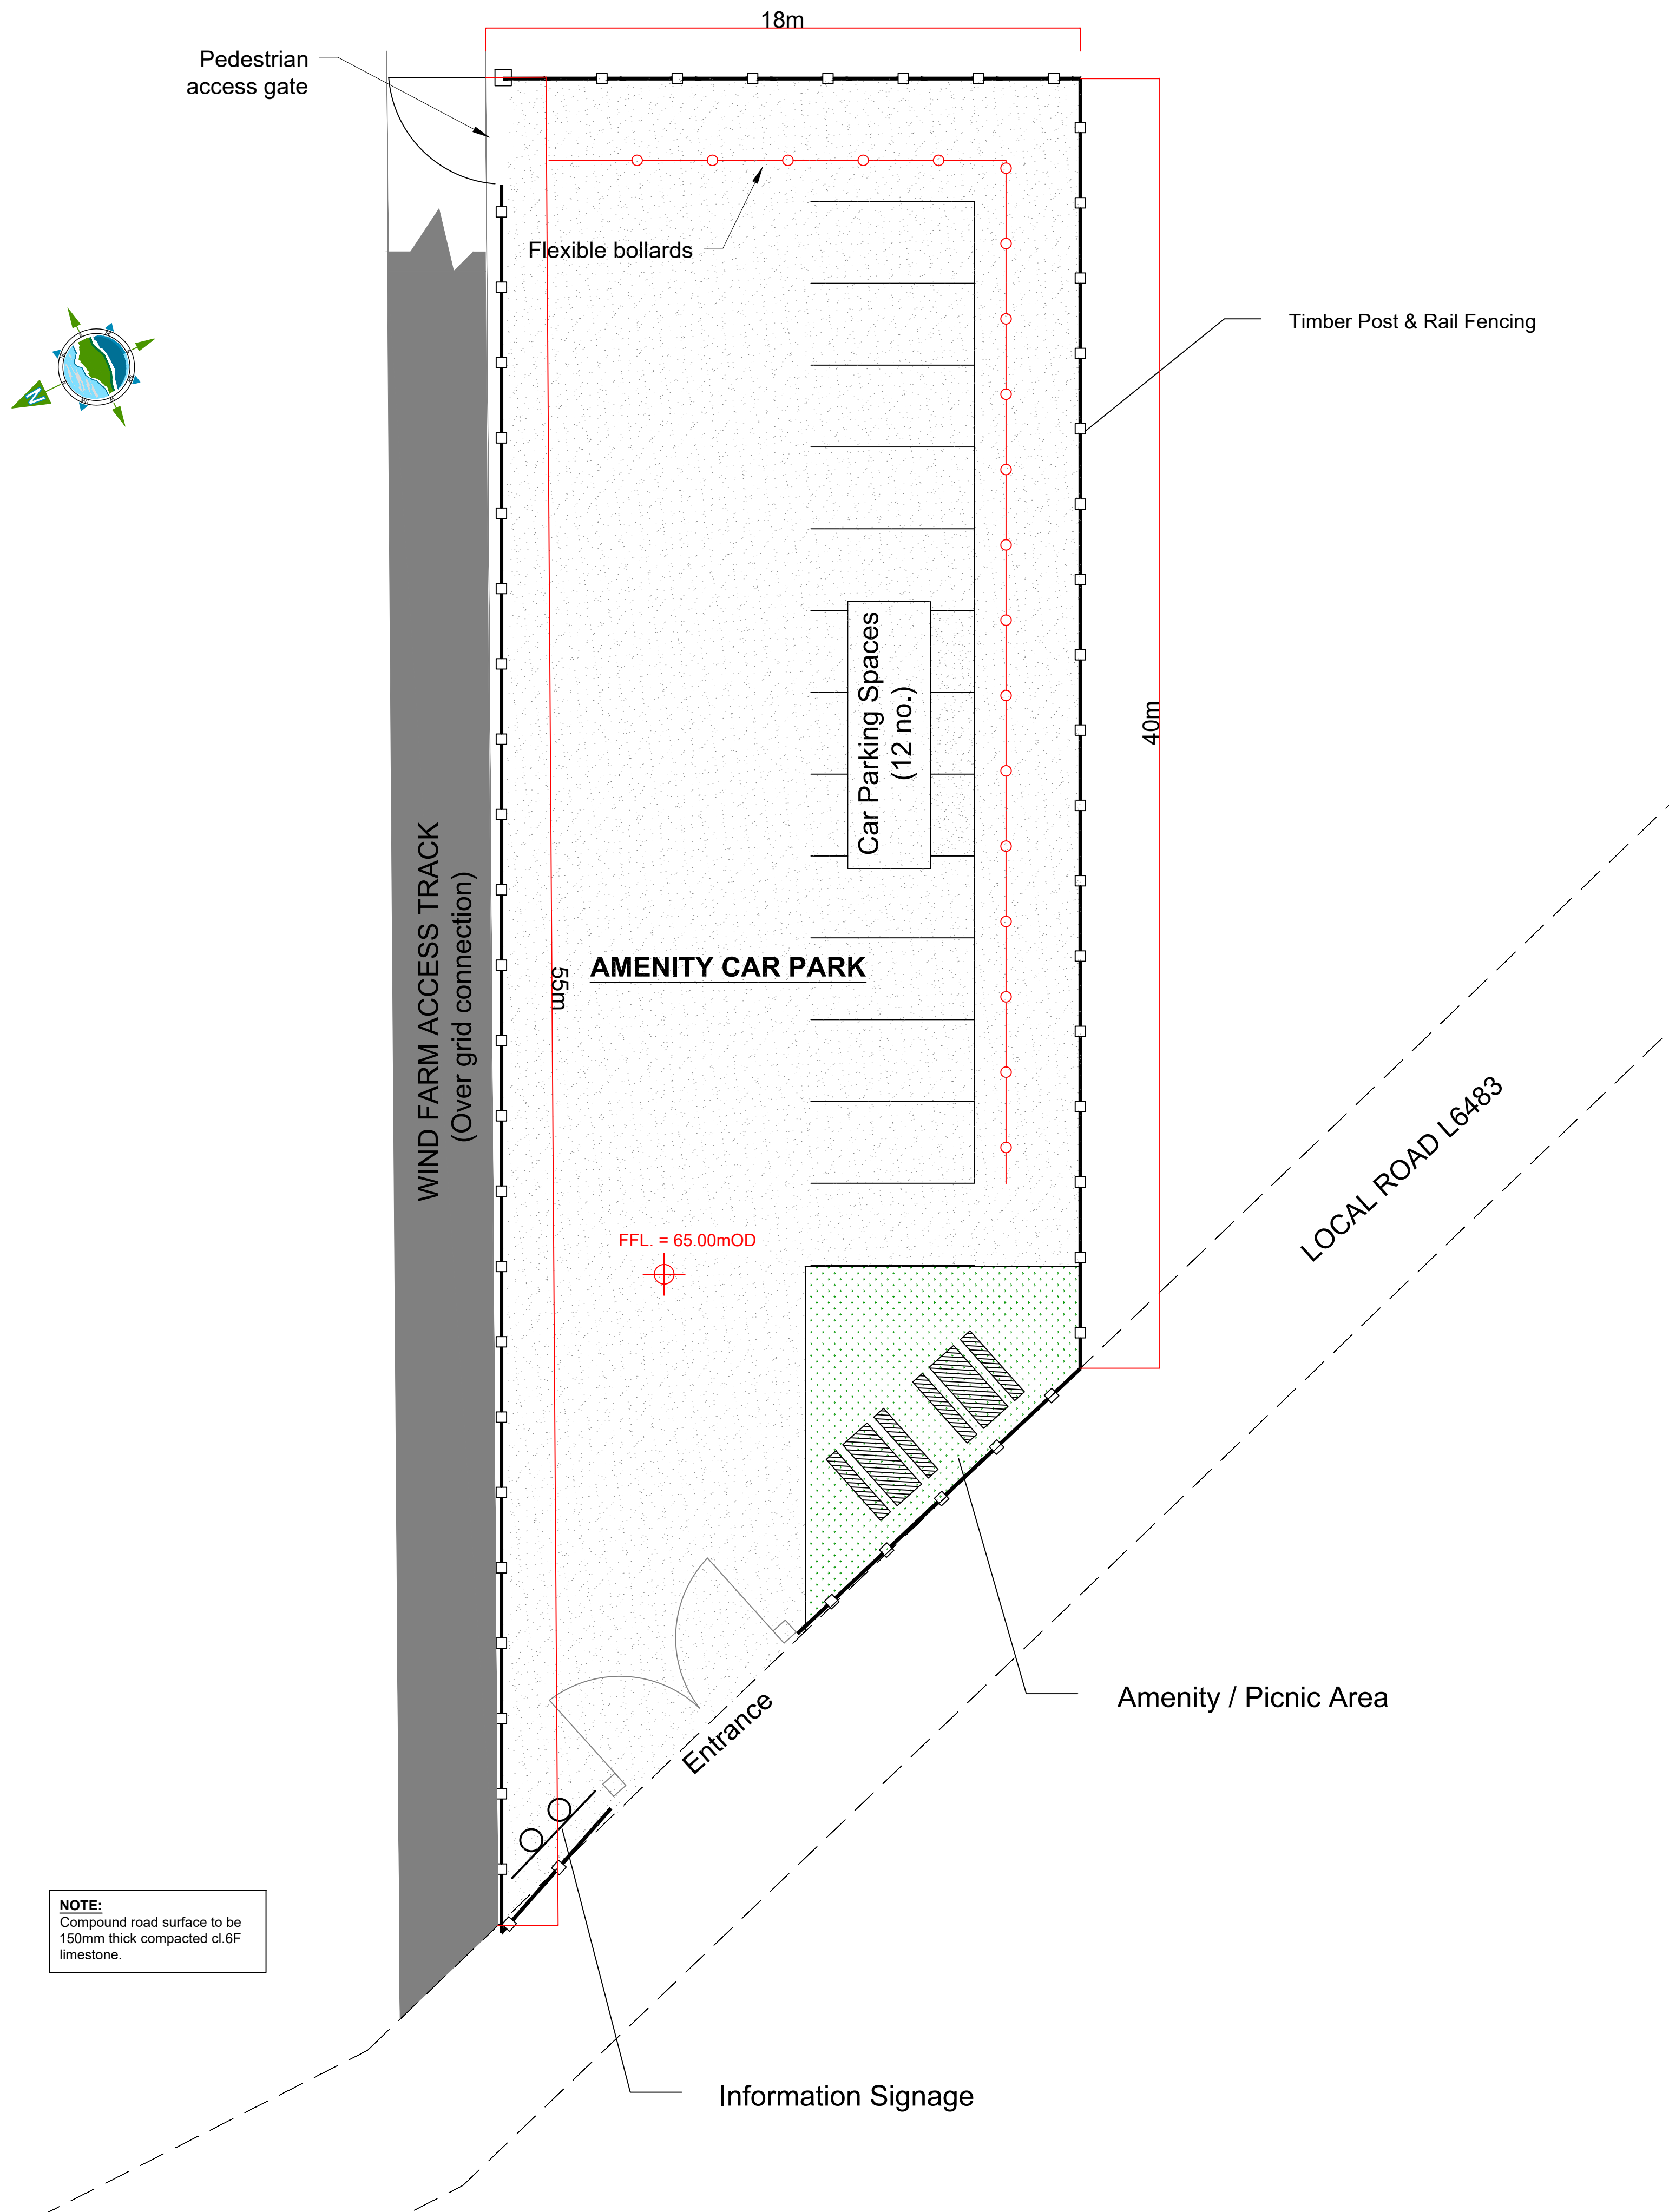 18m
Pedestrian
access gate
Flexible bollards
Timber Post & Rail Fencing
N
Car Parking Spaces
(12 no.)
40m
WIND FARM ACCESS TRACK
(Over grid connection)
55m
AMENITY CAR PARK
LOCAL ROAD L6483
FFL. = 65.00mOD
Entrance
Amenity / Picnic Area
NOTE:
Compound road surface to be
150mm thick compacted cl.6F
limestone.
Information Signage